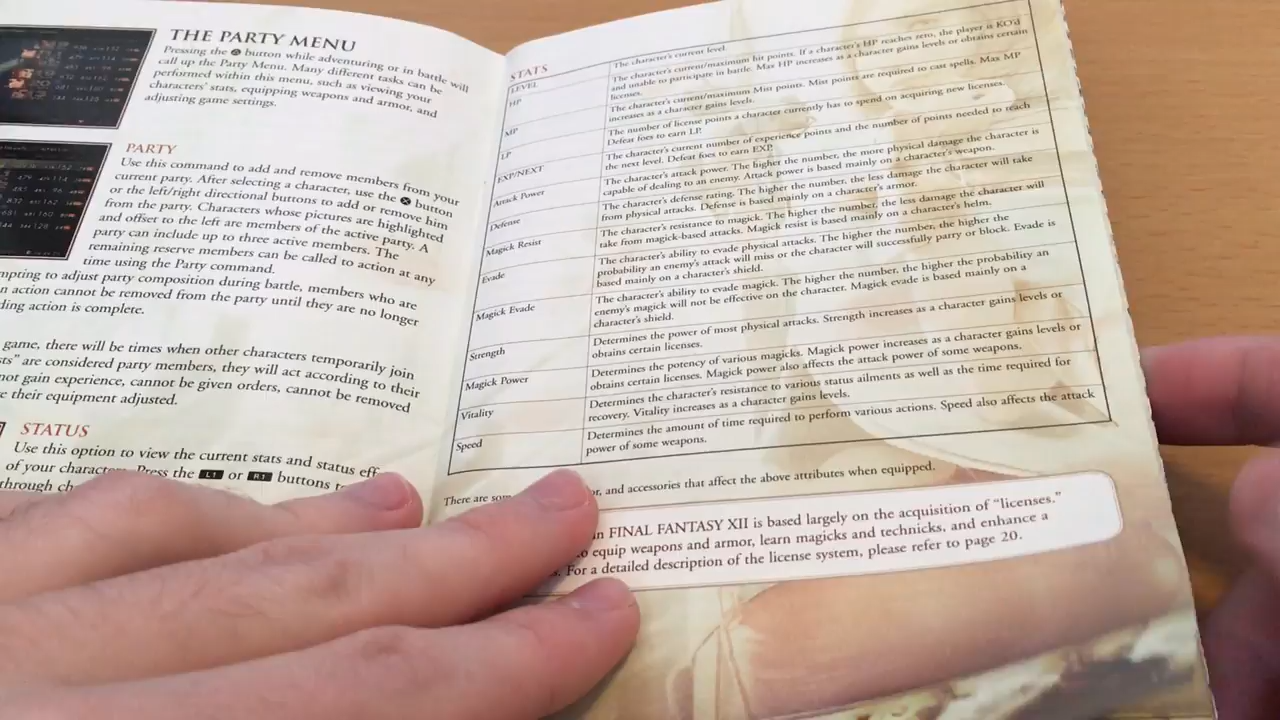 THE PARTY MENU
Pressing the button while adventuring or in battle will
call up the Party Menu. Many different tasks can be
performed within this menu, such as viewing your
characters' stats, equipping weapons and armor, and
adjusting game settings.
PARTY
Use this command to add and remove members from your
current party. After selecting a character, use the button
or the left/right directional buttons to add or remove him
from the party. Characters whose pictures are highlighted
and offset to the left are members of the active party. A
party can include up to three active members. The
remaining reserve members can be called to action at any
time using the Party command.
mpting to adjust party composition during battle, members who are
n action cannot be removed from the party until they are no longer
ding action is complete.
game, there will be times when other characters temporarily join
sts" are considered party members, they will act according to their
not gain experience, cannot be given orders, cannot be removed
e their equipment adjusted.
STATUS
Use this option to view the current stats and status eff
of your character Press the L1 or R1 buttons t
through ch
STATS
LEVEL The character's current level.
HP The character's current/maximum hit points. If a character's HP reaches zero, the player is KO'd
and unable to participate in battle. Max HP increases as a character gains levels or obtains certain
licenses.
MP The character's current/maximum Mist points. Mist points are required to cast spells. Max MP
increases as a character gains levels.
LP The number of license points a character currently has to spend on acquiring new licenses.
Defeat foes to earn LP.
EXP/NEXT The character's current number of experience points and the number of points needed to reach
the next level. Defeat foes to earn EXP.
Attack Power The character's attack power. The higher the number, the more physical damage the character is
capable of dealing to an enemy. Attack power is based mainly on a character's weapon.
Defense The character's defense rating. The higher the number, the less damage the character will take
from physical attacks. Defense is based mainly on a character's armor.
Magick Resist The character's resistance to magick. The higher the number, the less damage the character will
take from magick-based attacks. Magick resist is based mainly on a character's helm.
Evade The character's ability to evade physical attacks. The higher the number, the higher the
probability an enemy's attack will miss or the character will successfully party or block. Evade is
based mainly on a character's shield.
Magick Evade The character's ability to evade magick. The higher the number, the higher the probability an
enemy's magick will not be effective on the character. Magick evade is based mainly on a
character's shield.
Strength Determines the power of most physical attacks. Strength increases as a character gains levels or
obtains certain licenses.
Magick Power Determines the potency of various magicks. Magick power increases as a character gains levels or
obtains certain licenses. Magick power also affects the attack power of some weapons.
Vitality Determines the character's resistance to various status ailments as well as the time required for
recovery. Vitality increases as a character gains levels.
Speed Determines the amount of time required to perform various actions. Speed also affects the attack
power of some weapons.
There are som or, and accessories that affect the above attributes when equipped.
in FINAL FANTASY XII is based largely on the acquisition of "licenses."
to equip weapons and armor, learn magicks and technicks, and enhance a
s. For a detailed description of the license system, please refer to page 20.